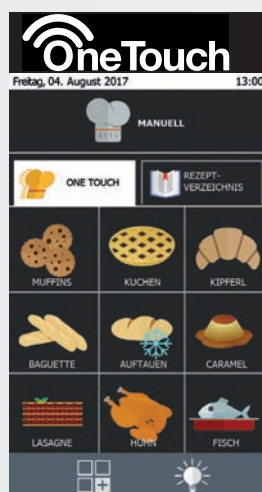 OneTouch
Freitag, 04. August 2017 13:00
MANUELL
ONE TOUCH
REZEPT-
VERZEICHNIS
MUFFINS KUCHEN KIPFERL
BAGUETTE AUFTAUEN CARAMEL
LASAGNE HUHN FISCH